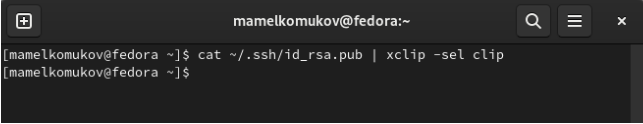 mamelkomukov@fedora:~
[mamelkomukov@fedora ~]$ cat ~/.ssh/id_rsa.pub | xclip -sel clip
[mamelkomukov@fedora ~]$